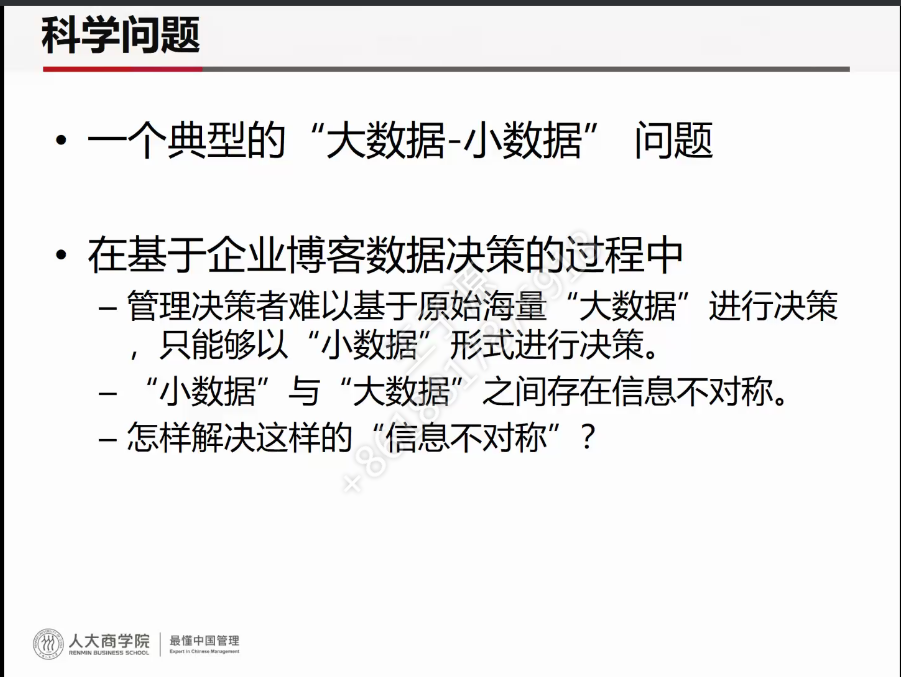 科学问题
• 一个典型的“大数据-小数据” 问题
• 在基于企业博客数据决策的过程中
– 管理决策者难以基于原始海量“大数据” 进行决策
，只能够以“小数据”形式进行决策。
– “小数据” 与“大数据” 之间存在信息不对称。
– 怎样解决这样的“信息不对称”？
人大商学院
RENMIN BUSINESS SCHOOL
最懂中国管理
Expert in Chinese Management